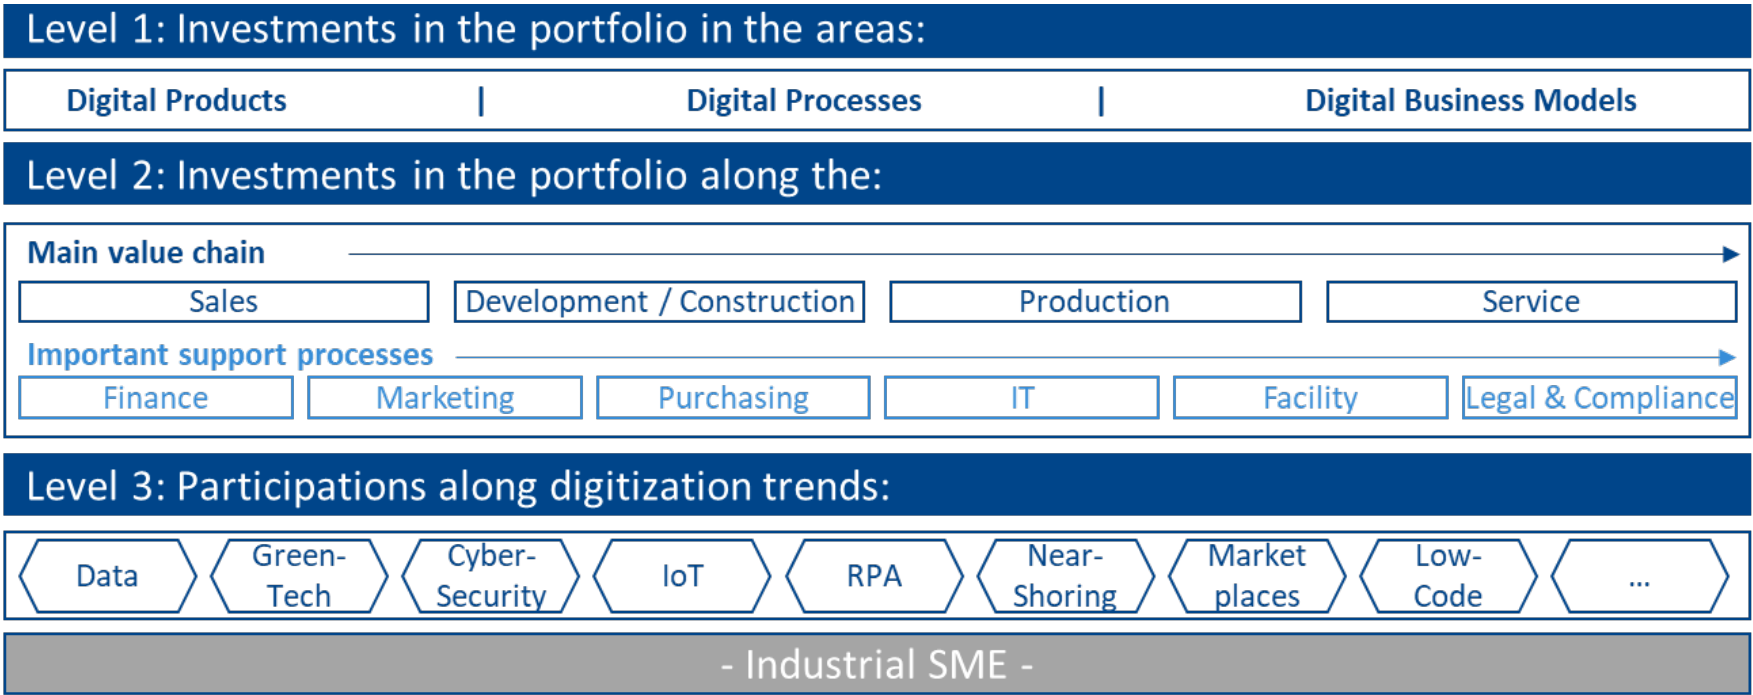 Level 1: Investments in the portfolio in the areas:
Digital Products | Digital Processes | Digital Business Models
Level 2: Investments in the portfolio along the:
Main value chain
Sales Development / Construction Production Service
Important support processes
Finance Marketing Purchasing IT Facility Legal & Compliance
Level 3: Participations along digitization trends:
Data
Green-
Tech
Cyber-
Security
IoT
RPA
Near-
Shoring
Market
places
Low-
Code
...
- Industrial SME -